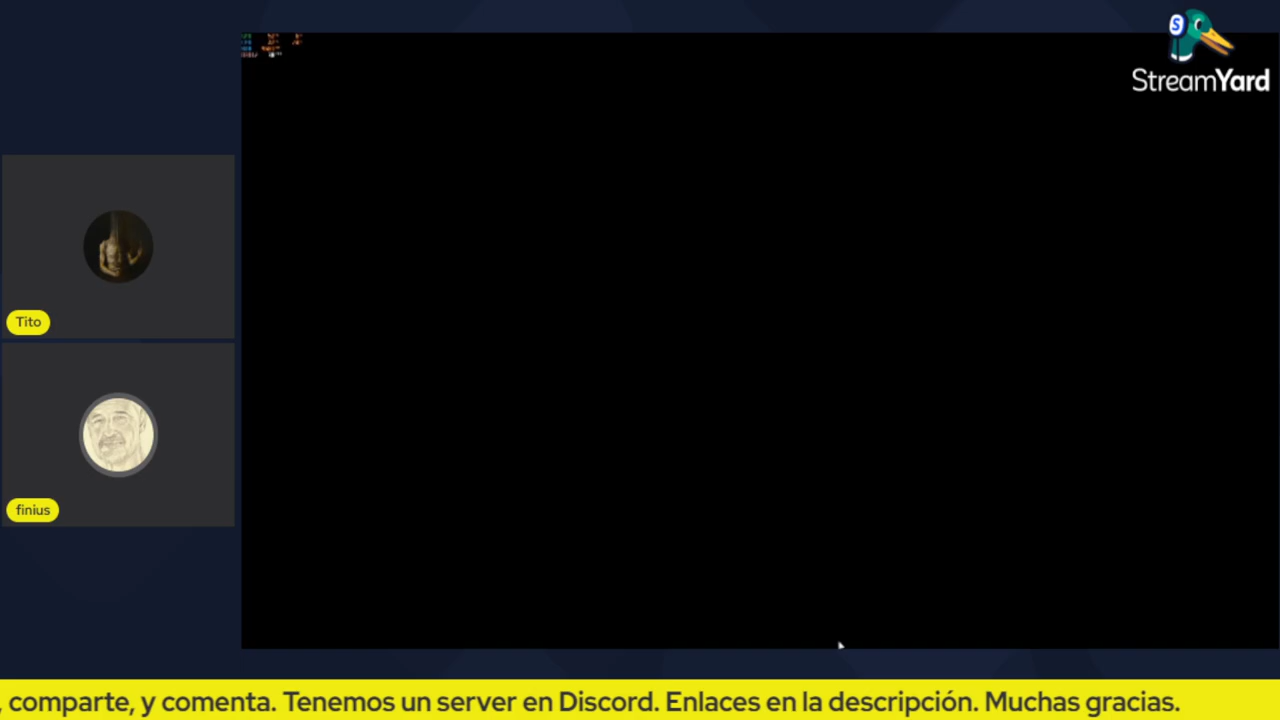 StreamYard
Tito
finius
, comparte, y comenta. Tenemos un server en Discord. Enlaces en la descripción. Muchas gracias.